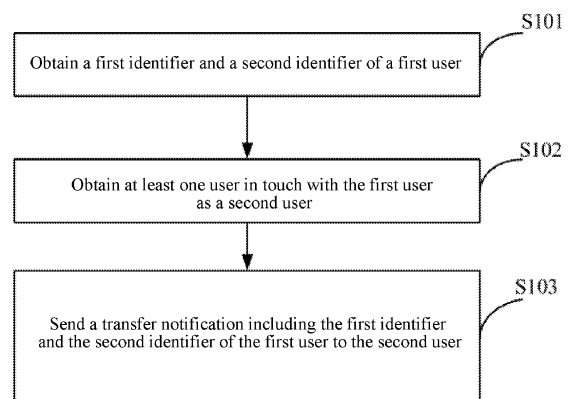 S101
Obtain a first identifier and a second identifier of a first user
S102
Obtain at least one user in touch with the first user
as a second user
S103
Send a transfer notification including the first identifier
and the second identifier of the first user to the second user